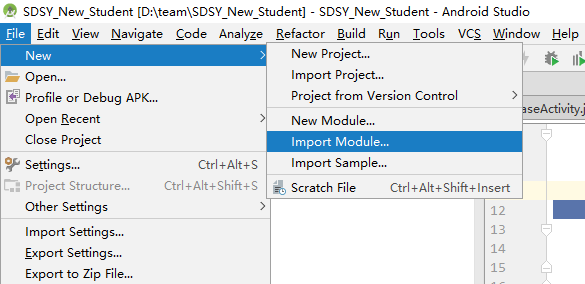 SDSY_New_Student [D:\team\SDSY_New_Student] - SDSY_New_Student - Android Studio
File Edit View Navigate Code Analyze Refactor Build Run Tools VCS Window Help
New
Open...
Profile or Debug APK...
Open Recent
Close Project
Settings... Ctrl+Alt+S
Project Structure... Ctrl+Alt+Shift+S
Other Settings
Import Settings...
Export Settings...
Export to Zip File...
New Project...
Import Project...
Project from Version Control
New Module...
Import Module...
Import Sample...
Scratch File Ctrl+Alt+Shift+Insert
aseActivity.j
12
13
14
15
16